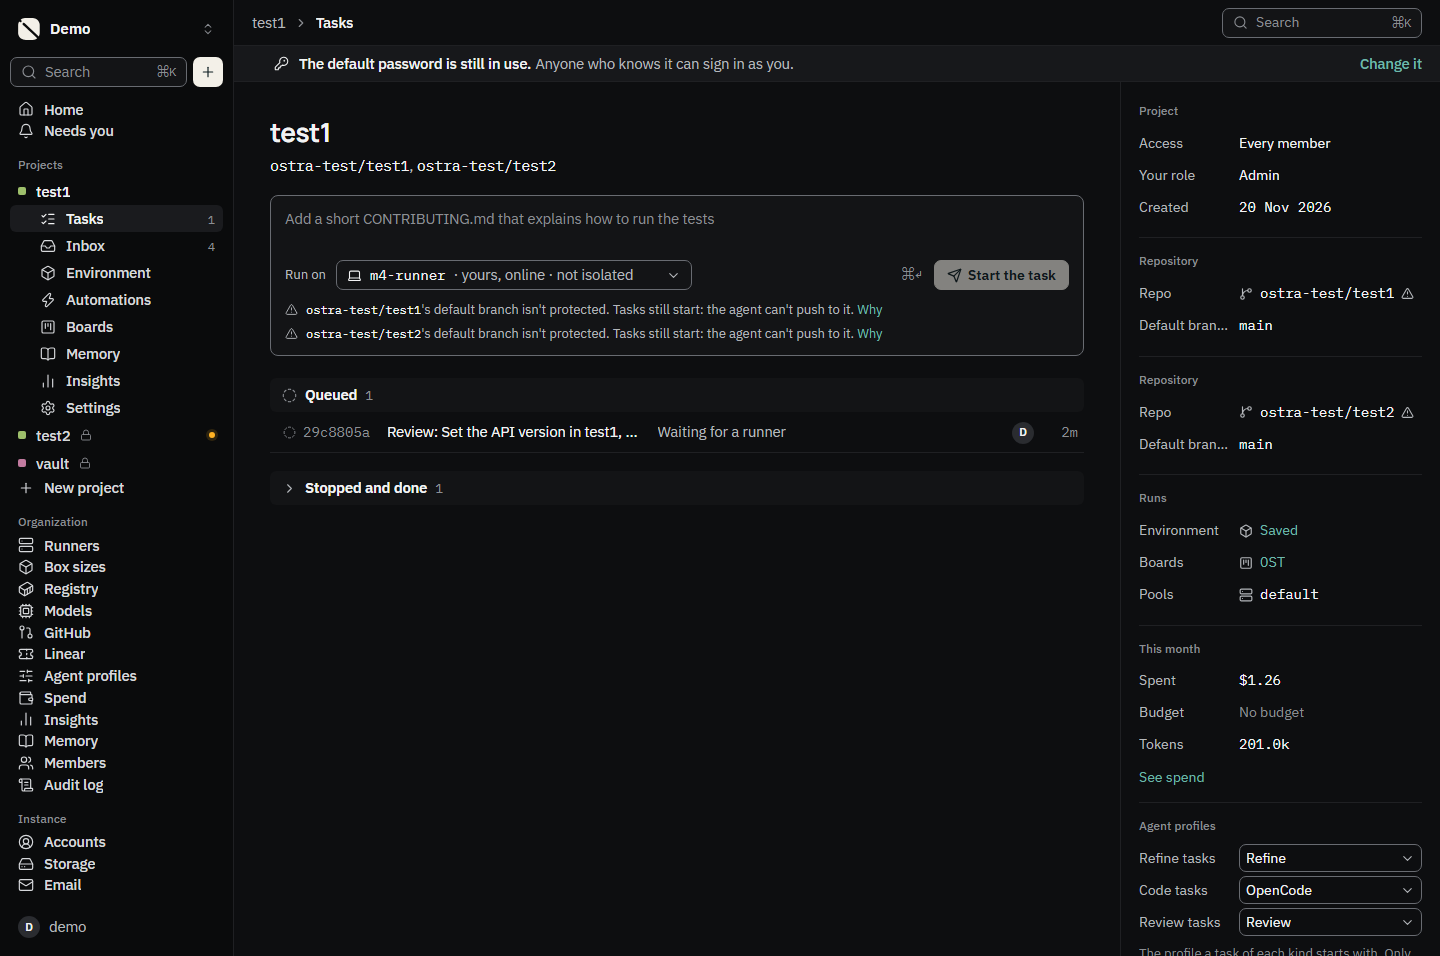 Demo
Search ⌘K
Home
Needs you
Projects
test1
Tasks 1
Inbox 4
Environment
Automations
Boards
Memory
Insights
Settings
test2
vault
New project
Organization
Runners
Box sizes
Registry
Models
GitHub
Linear
Agent profiles
Spend
Insights
Memory
Members
Audit log
Instance
Accounts
Storage
Email
D demo
test1 > Tasks
Search ⌘K
The default password is still in use. Anyone who knows it can sign in as you.
Change it
test1
ostra-test/test1, ostra-test/test2
Add a short CONTRIBUTING.md that explains how to run the tests
Run on m4-runner · yours, online · not isolated
⌘↵ Start the task
ostra-test/test1's default branch isn't protected. Tasks still start: the agent can't push to it. Why
ostra-test/test2's default branch isn't protected. Tasks still start: the agent can't push to it. Why
Queued 1
29c8805a Review: Set the API version in test1, ... Waiting for a runner D 2m
Stopped and done 1
Project
Access Every member
Your role Admin
Created 20 Nov 2026
Repository
Repo ostra-test/test1
Default bran... main
Repository
Repo ostra-test/test2
Default bran... main
Runs
Environment Saved
Boards OST
Pools default
This month
Spent $1.26
Budget No budget
Tokens 201.0k
See spend
Agent profiles
Refine tasks Refine
Code tasks OpenCode
Review tasks Review
The profile a task of each kind starts with. Only